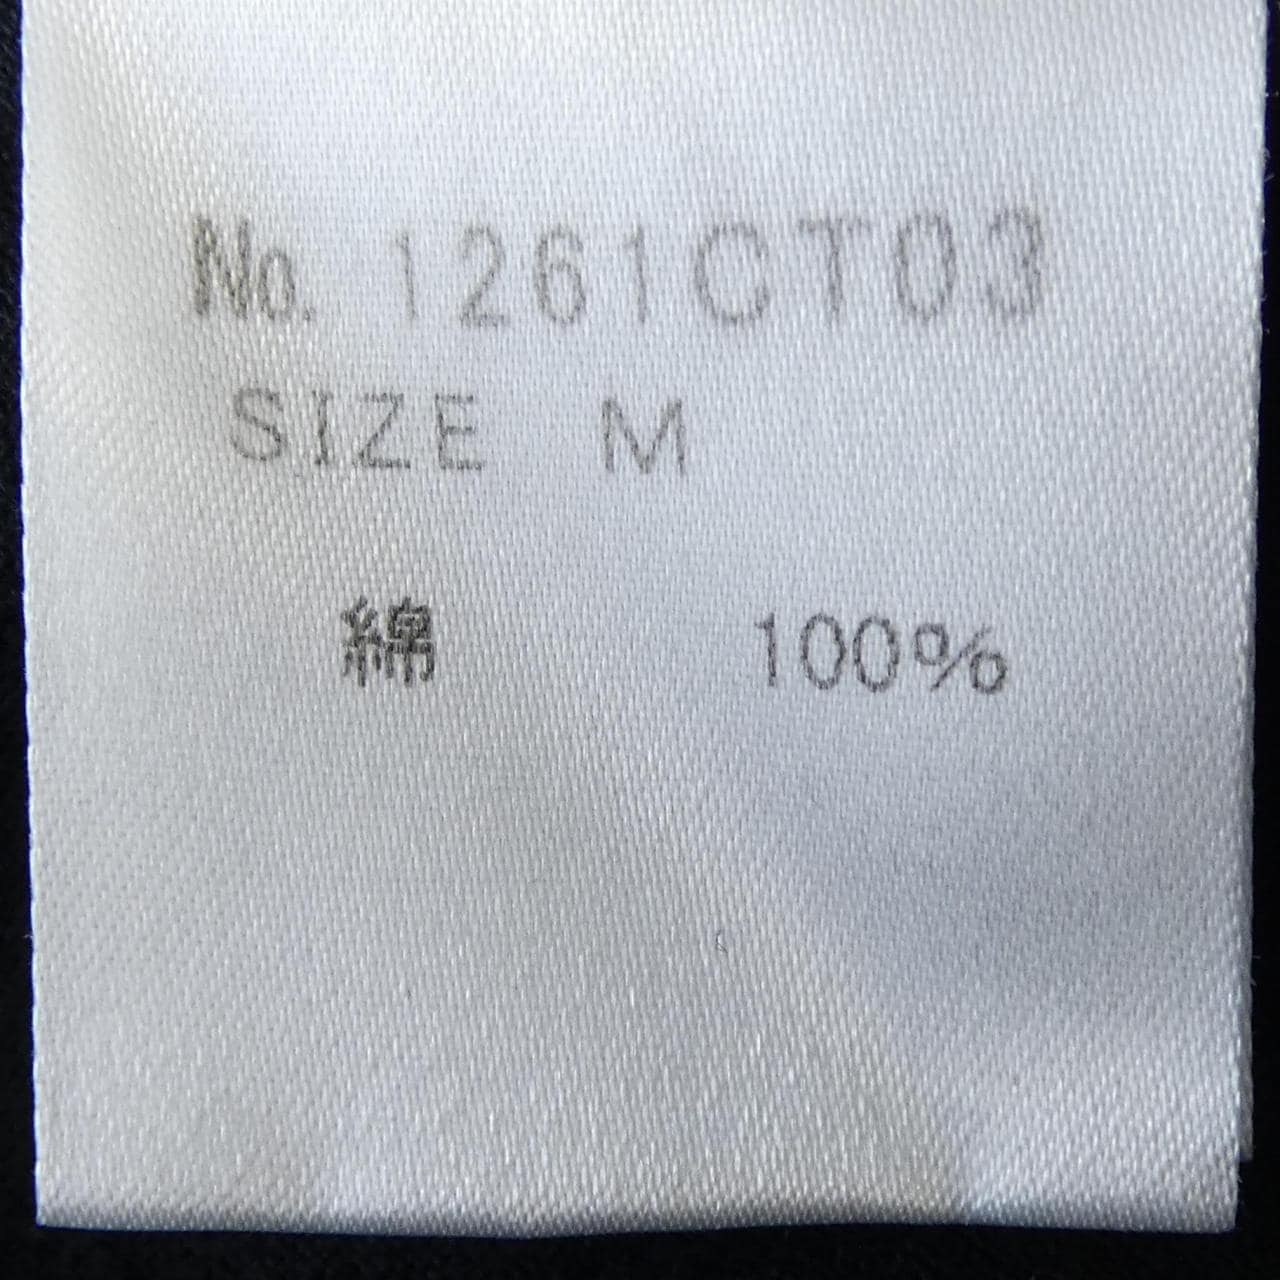 No. 1261CT03
SIZE M
綿 100%